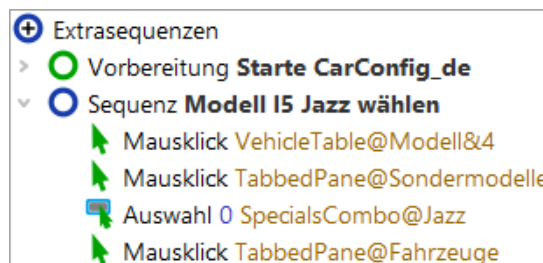 Extrasequenzen
Vorbereitung Starte CarConfig_de
Sequenz Modell I5 Jazz wählen
Mausklick VehicleTable@Modell&4
Mausklick TabbedPane@Sondermodelle
Auswahl 0 SpecialsCombo@Jazz
Mausklick TabbedPane@Fahrzeuge